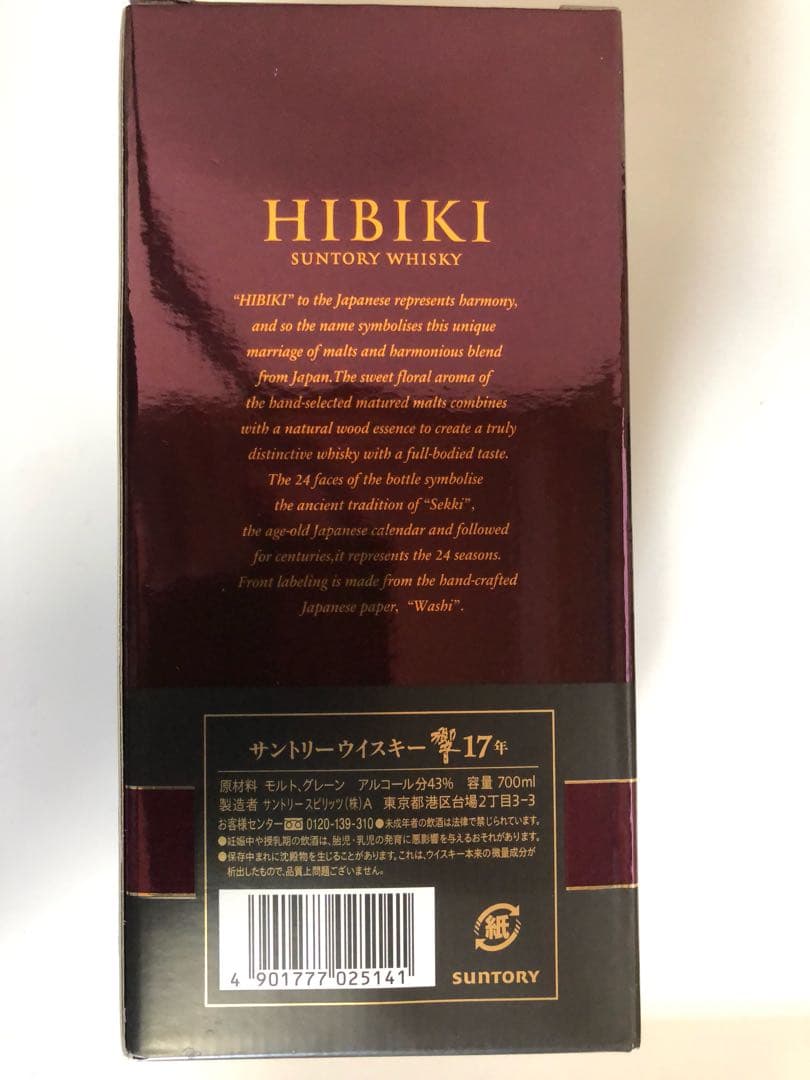 HIBIKI
SUNTORY WHISKY
“HIBIKI” to the Japanese represents harmony,
and so the name symbolises this unique
marriage of malts and harmonious blend
from Japan.The sweet floral aroma of
the hand-selected matured malts combines
with a natural wood essence to create a truly
distinctive whisky with a full-bodied taste.
The 24 faces of the bottle symbolise
the ancient tradition of “Sekki”,
the age-old Japanese calendar and followed
for centuries,it represents the 24 seasons.
Front labeling is made from the hand-crafted
Japanese paper, “Washi”.
サントリーウイスキー 響 17年
原材料 モルト、グレーン アルコール分43% 容量 700ml
製造者 サントリースピリッツ(株)A 東京都港区台場2丁目3-3
お客様センター 0120-139-310 ●未成年者の飲酒は法律で禁じられています。
●妊娠中や授乳期の飲酒は、胎児・乳児の発育に悪影響を与えるおそれがあります。
●保存中まれに沈殿物を生じることがあります。これは、ウイスキー本来の微量成分が
析出したもので、品質上問題ございません。
紙
4 901777 025141
SUNTORY